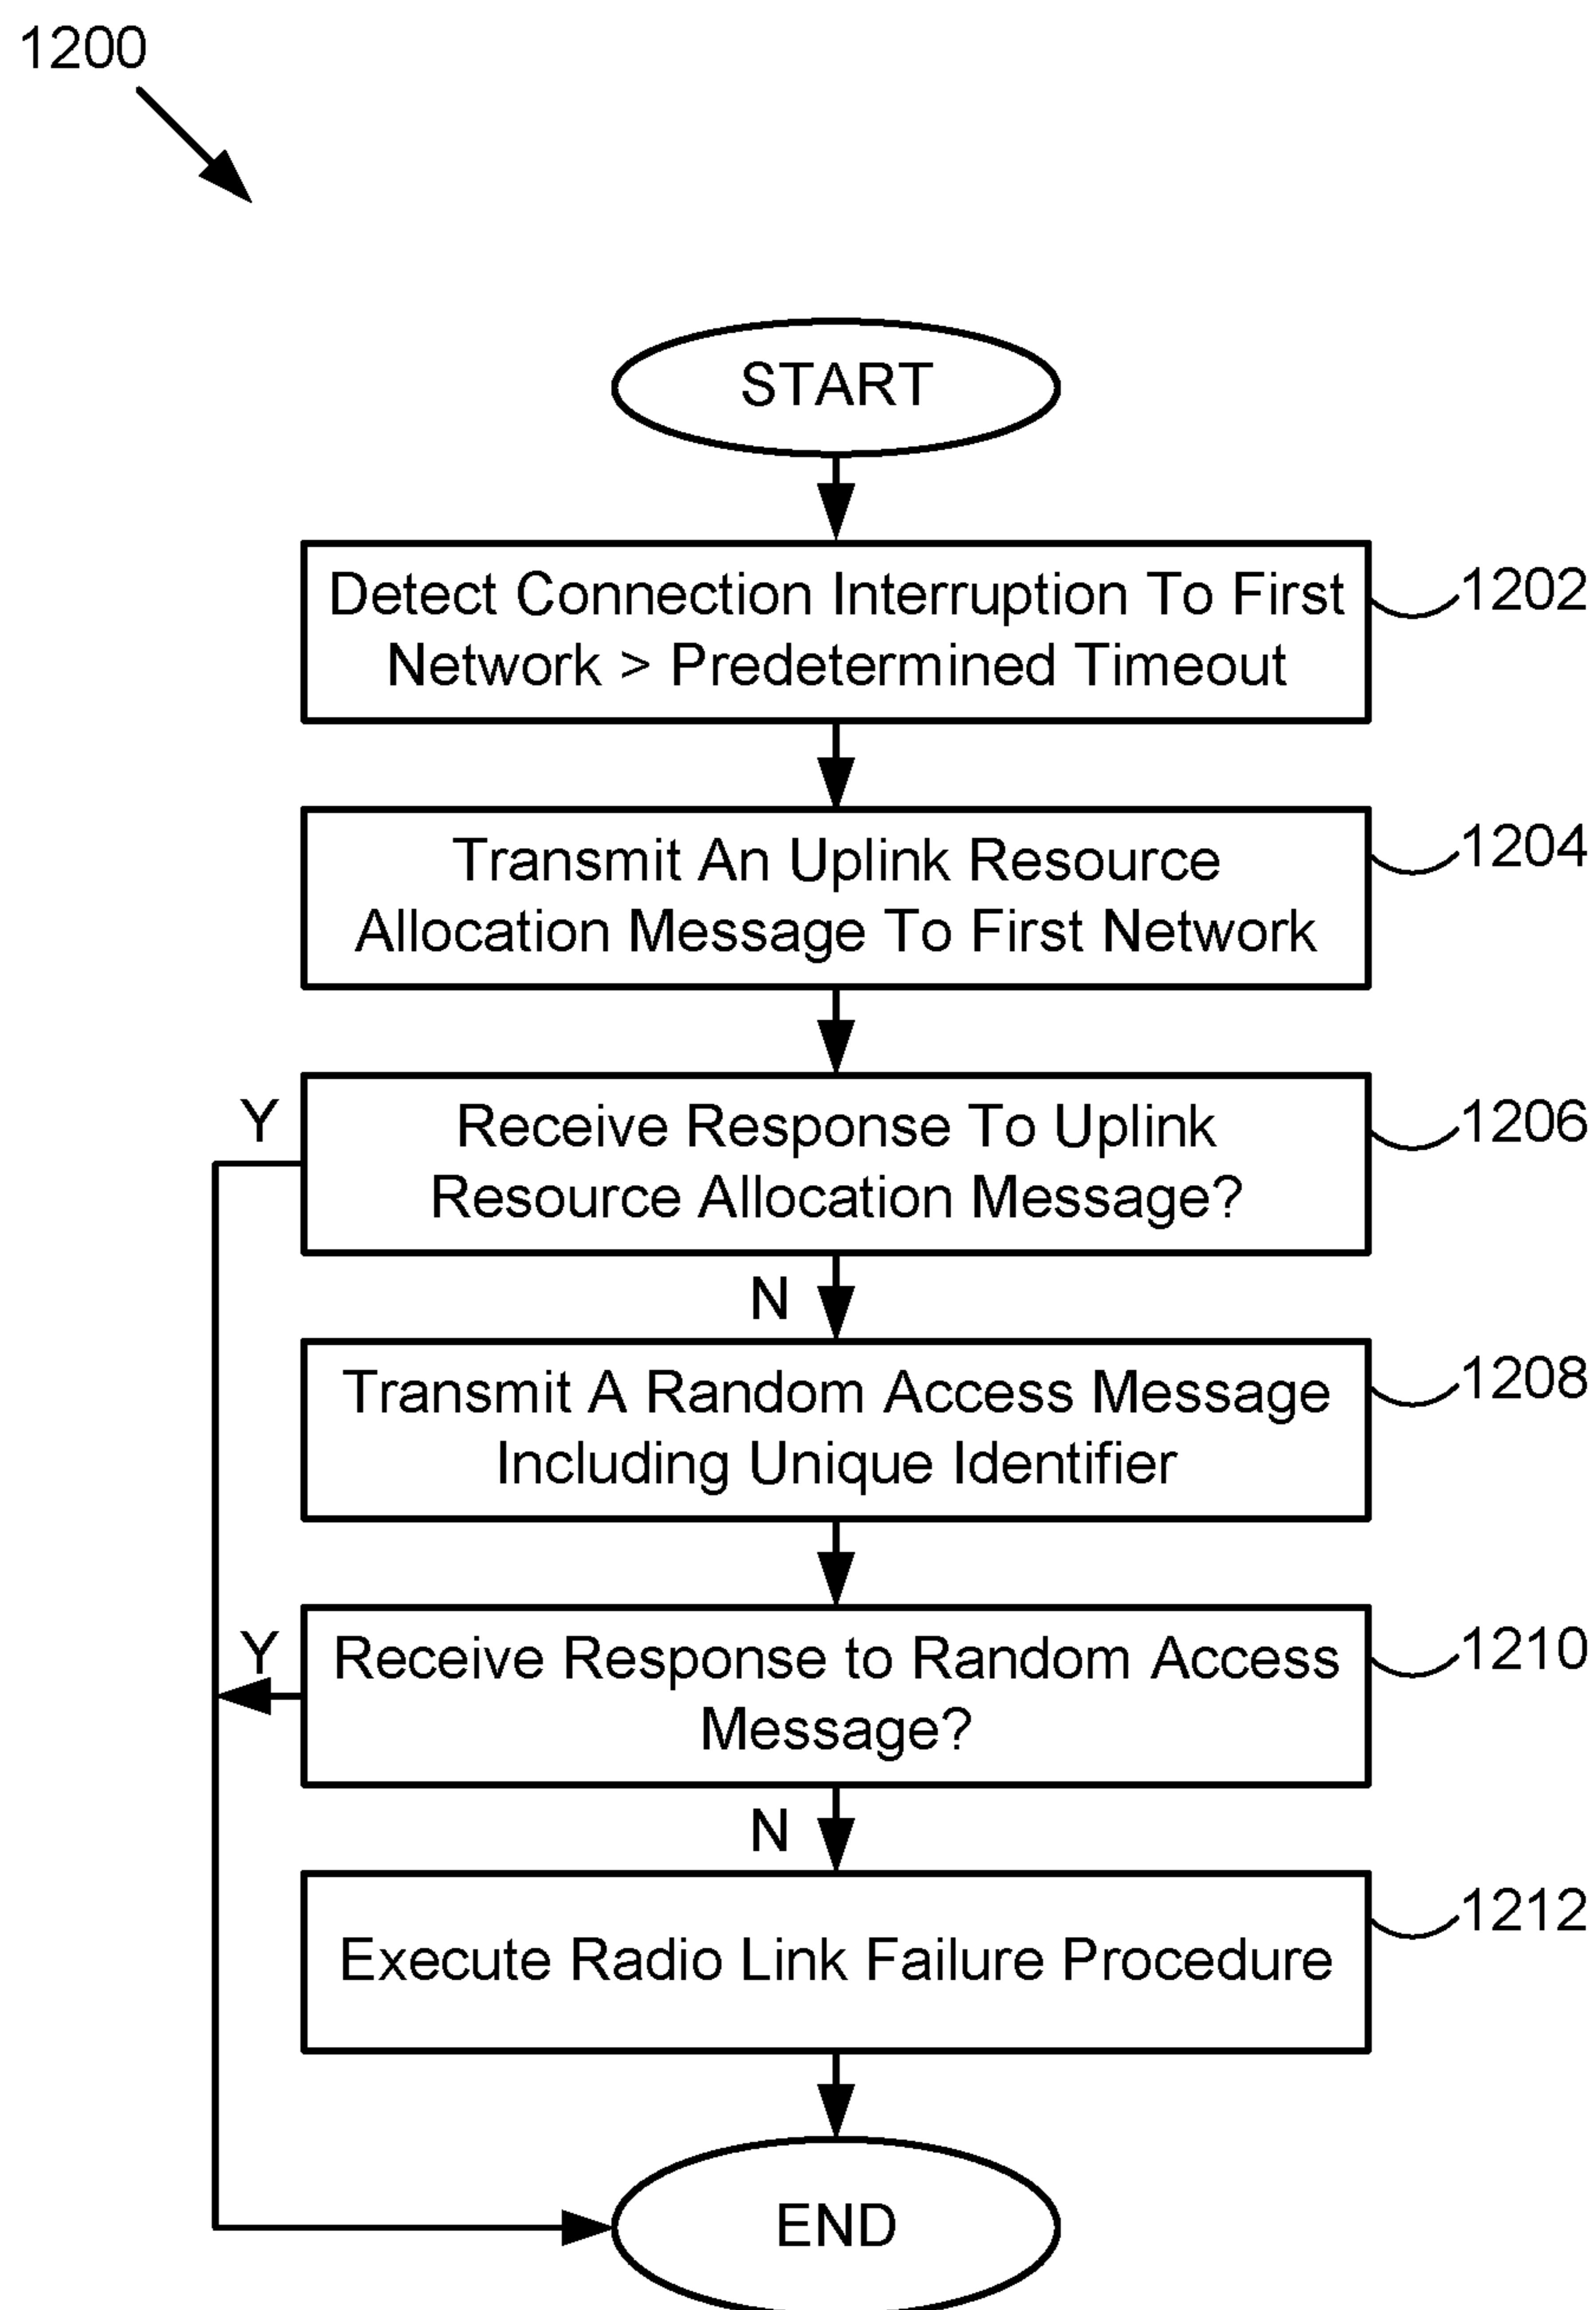 1200
START
Detect Connection Interruption To First
Network > Predetermined Timeout
1202
Transmit An Uplink Resource
Allocation Message To First Network
1204
Receive Response To Uplink
Resource Allocation Message?
1206
Y
N
Transmit A Random Access Message
Including Unique Identifier
1208
Receive Response to Random Access
Message?
1210
Y
N
Execute Radio Link Failure Procedure
1212
END